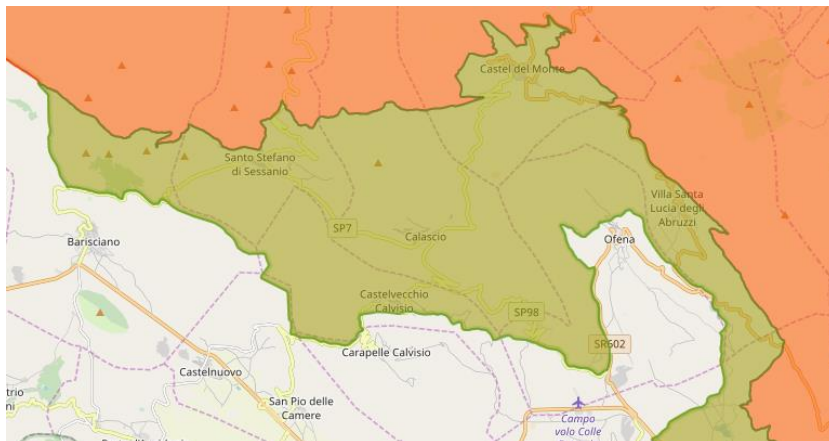 Castel del Monte
Santo Stefano
di Sessanio
Villa Santa
Lucia degli
Abruzzi
SP7
Calascio
Barisciano
Ofena
Castelvecchio
Calvisio
SP98
SR602
Carapelle Calvisio
Castelnuovo
San Pio delle
Camere
Campo
volo Colle